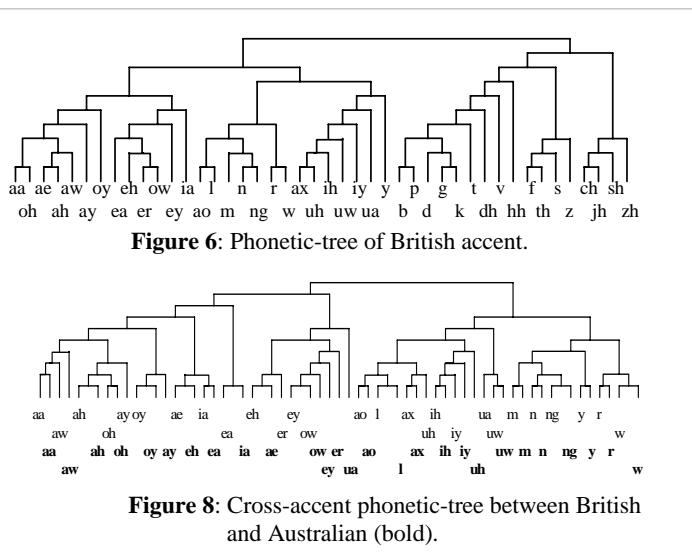 aa ae aw oy eh ow ia l n r ax ih iy y p g t v f s ch sh
oh ah ay ea er ey ao m ng w uh uw ua b d k dh hh th z jh zh
Figure 6: Phonetic-tree of British accent.
aa ah ay oy ae ia eh ey ao l ax ih ua m n ng y r
aw oh ea er ow uh iy uw w
aa ah oh oy ay eh ea ia ae ow er ao ax ih iy uw m n ng y r
aw ey ua l uh w
Figure 8: Cross-accent phonetic-tree between British
and Australian (bold).